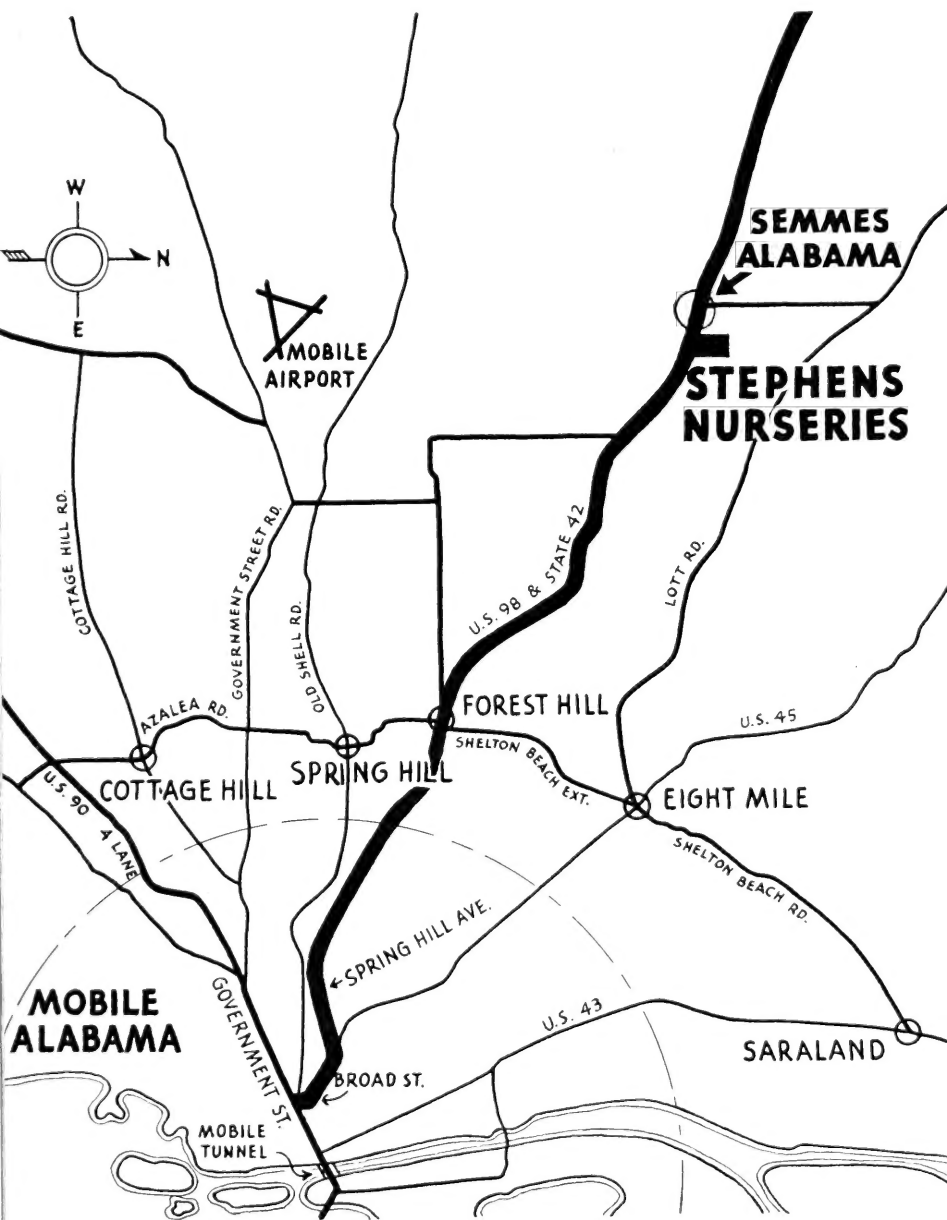 W
N
E
SEMMES
ALABAMA
MOBILE
AIRPORT
STEPHENS
NURSERIES
COTTAGE HILL RD.
GOVERNMENT STREET RD.
OLD SHELL RD.
U.S. 98 & STATE 42
LOTT RD.
AZALEA RD.
FOREST HILL
U.S. 45
SHELTON BEACH EXT.
COTTAGE HILL
SPRING HILL
EIGHT MILE
U.S. 90 4 LANE
SHELTON BEACH RD.
SPRING HILL AVE.
MOBILE
ALABAMA
GOVERNMENT ST.
U.S. 43
SARALAND
BROAD ST.
MOBILE
TUNNEL